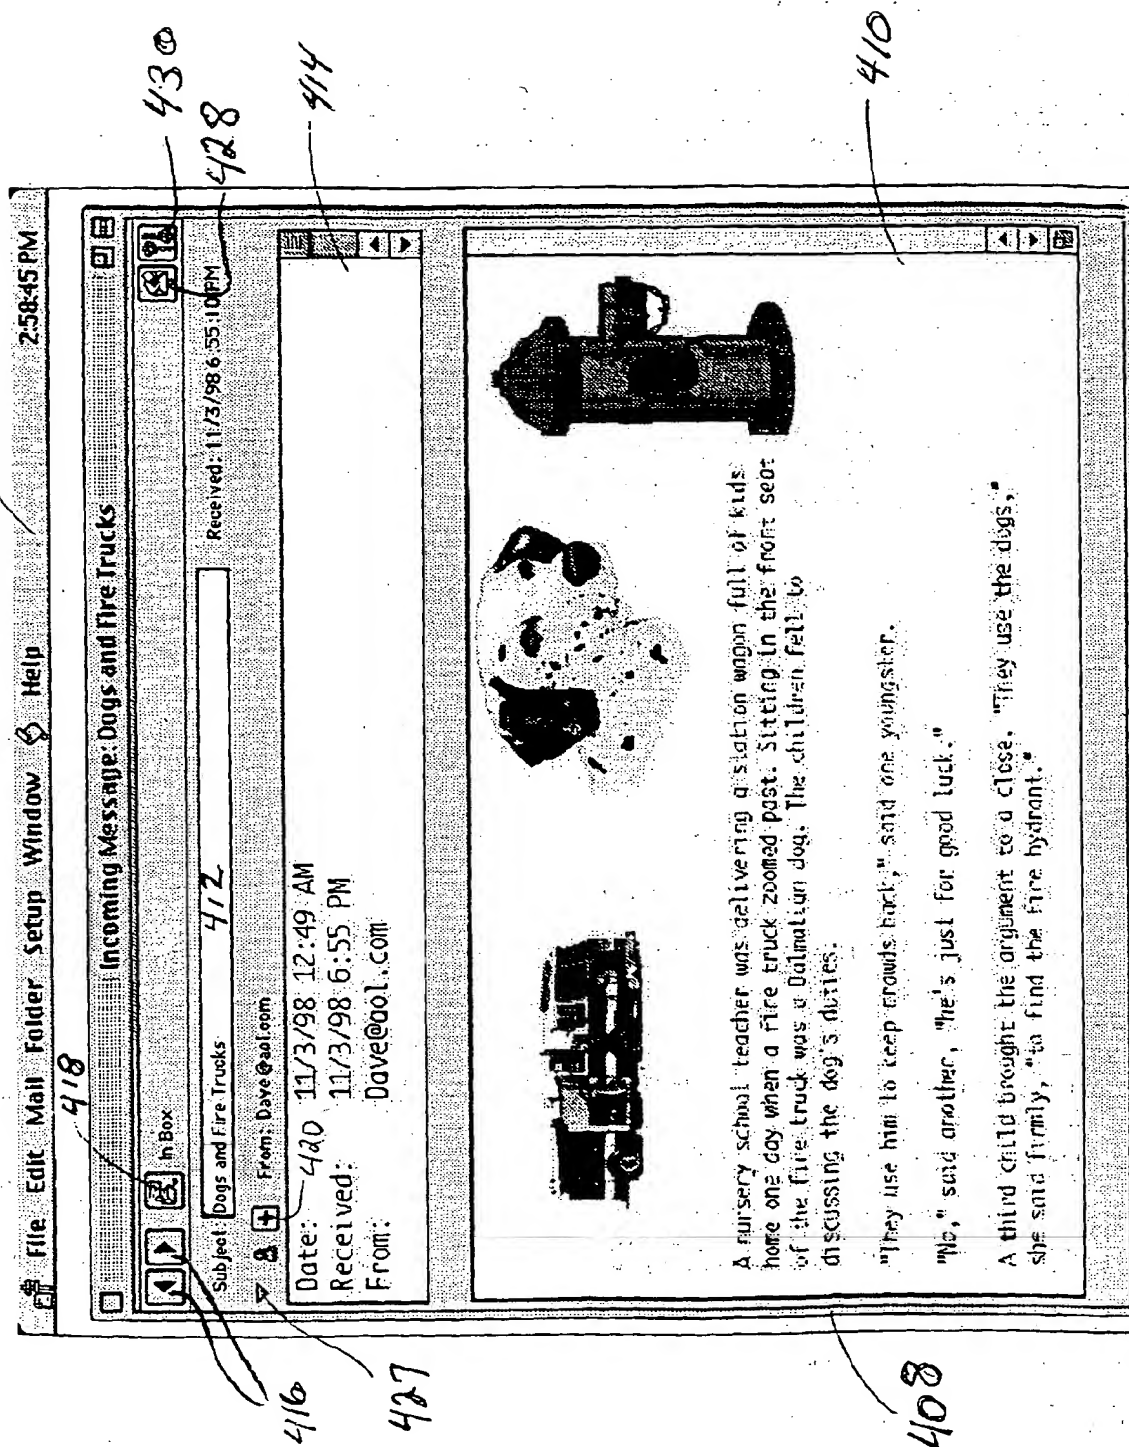 File Edit Mail Folder Setup Window Help 2:58:45 PM
418
Incoming Message: Dogs and Fire Trucks
In Box
430
428
416
Subject: Dogs and Fire Trucks 412 Received: 11/3/98 6:55:10 PM
From: Dave@aol.com
427
420
414
Date: 11/3/98 12:49 AM
Received: 11/3/98 6:55 PM
From: Dave@aol.com
A nursery school teacher was delivering a station wagon full of kids
home one day when a fire truck zoomed past. Sitting in the front seat
of the fire truck was a Dalmatian dog. The children fell to
discussing the dog's duties.
"They use him to keep crowds back," said one youngster.
"No," said another, "he's just for good luck."
A third child brought the argument to a close. "They use the dogs,"
she said firmly, "to find the fire hydrant."
408
410